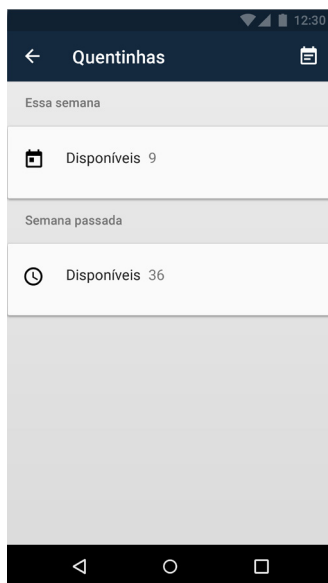 12:30
Quentinhas
Essa semana
Disponíveis 9
Semana passada
Disponíveis 36